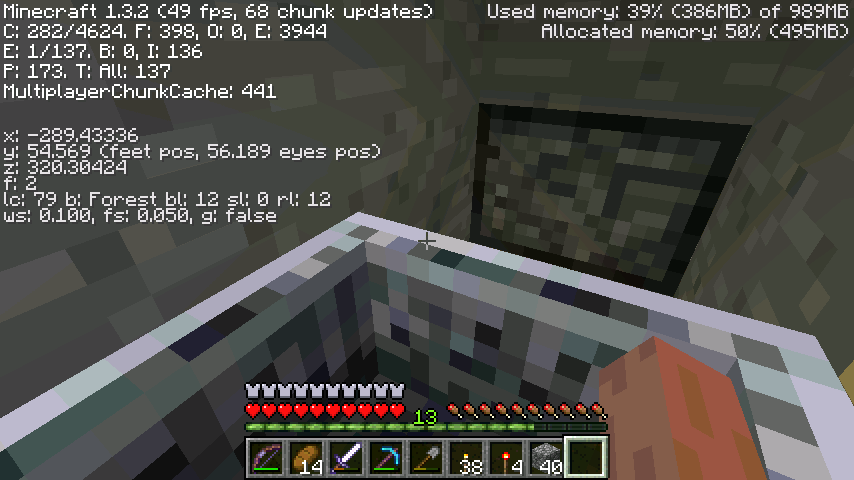 Minecraft 1.3.2 (49 fps, 68 chunk updates)
Used memory: 39% (386MB) of 989MB
C: 282/4624. F: 398, O: 0, E: 3944
Allocated memory: 50% (495MB)
E: 1/137. B: 0, I: 136
P: 173. T: All: 137
MultiplayerChunkCache: 441
x: -289.43336
y: 54.569 (feet pos, 56.189 eyes pos)
z: 320.30424
f: 2
lc: 79 b: Forest bl: 12 sl: 0 rl: 12
ws: 0.100, fs: 0.050, g: false
13
14 38 4 40